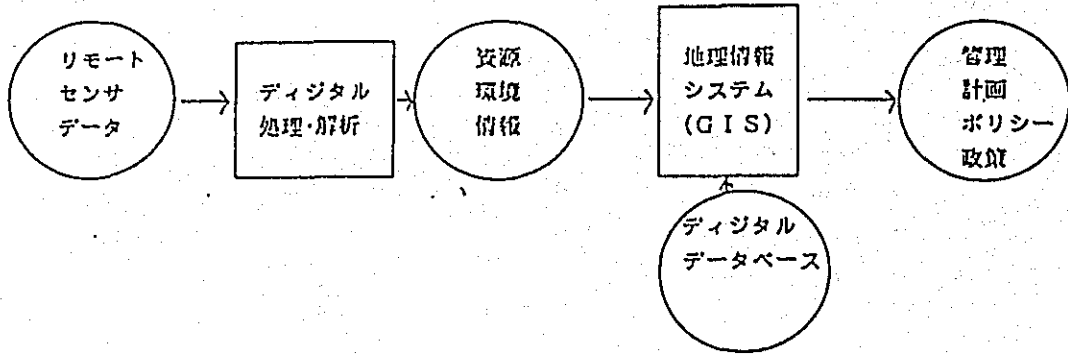 リモート
センサ
データ
ディジタル
処理・解析
資源
環境
情報
地理情報
システム
(GIS)
管理
計画
ポリシー
政策
ディジタル
データベース